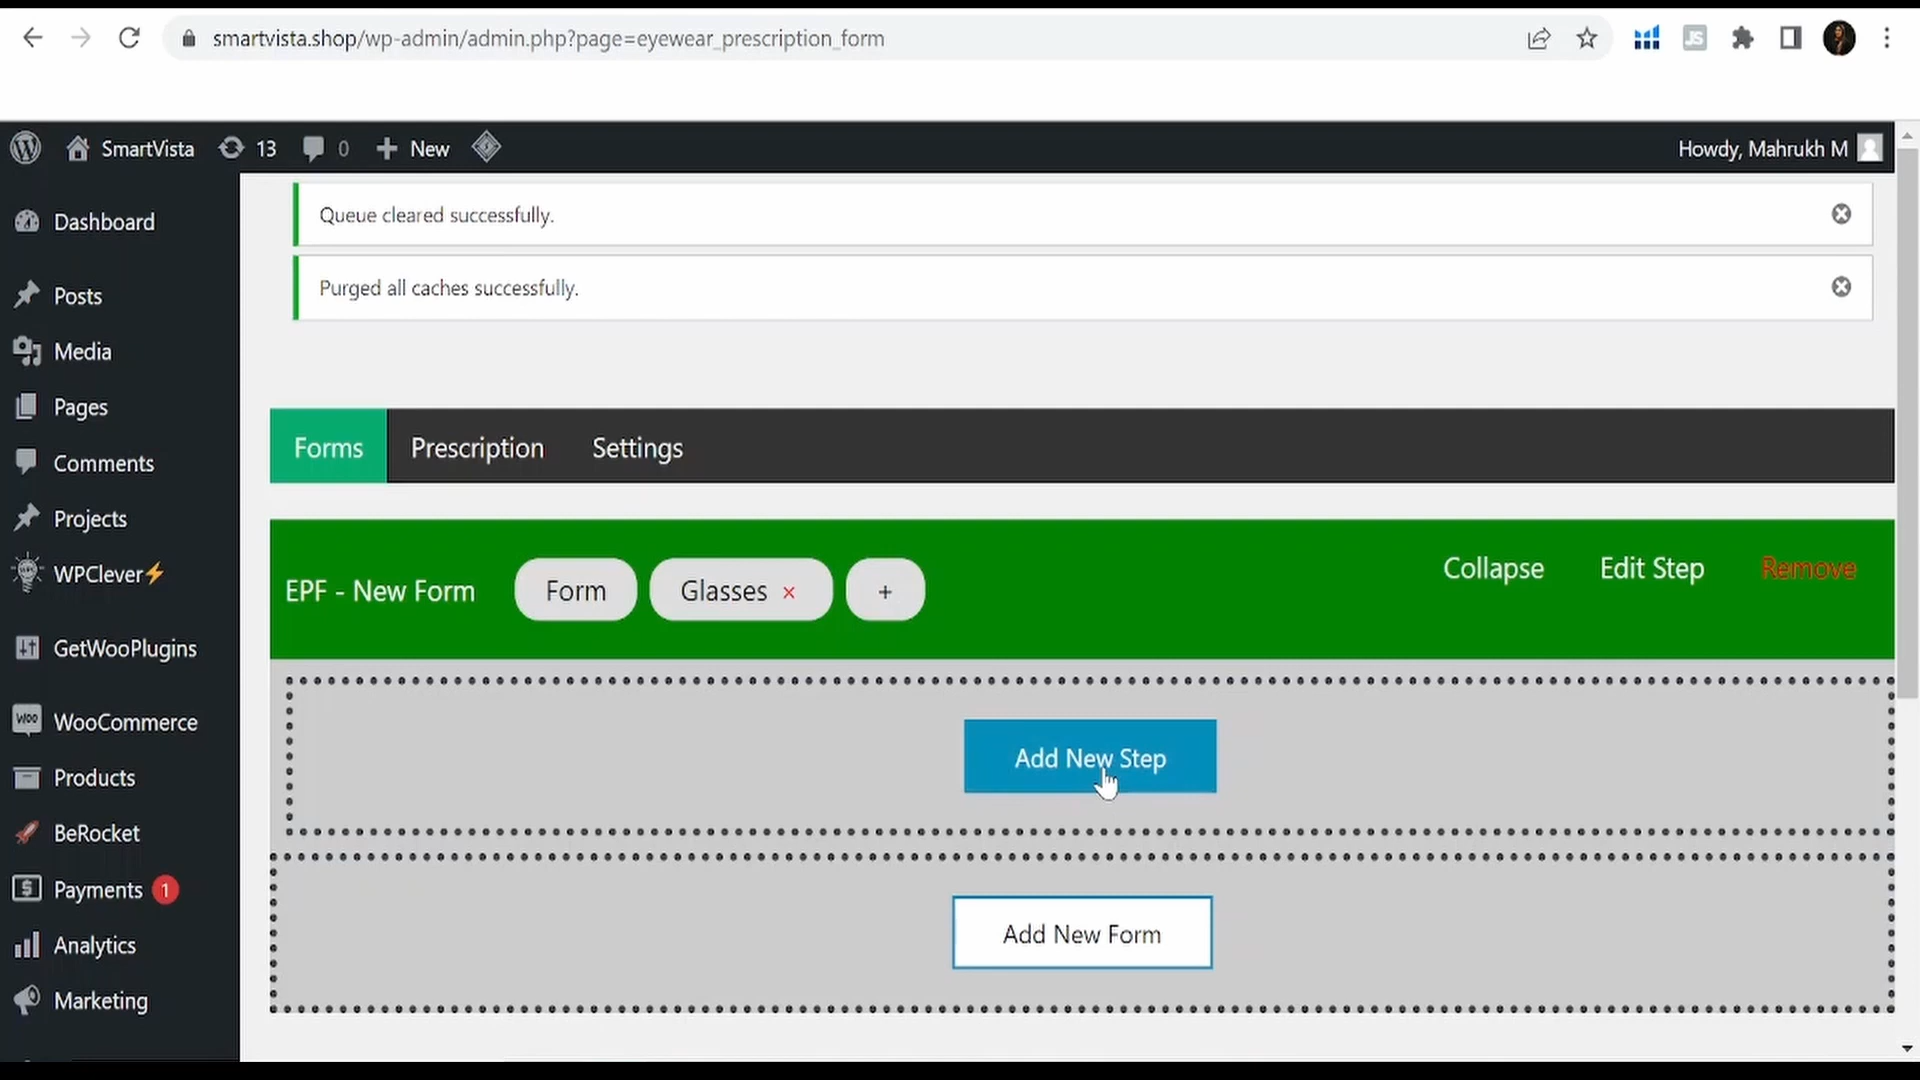 smartvista.shop/wp-admin/admin.php?page=eyewear_prescription_form
JS
SmartVista 13 0 + New
Howdy, Mahrukh M
Dashboard
Posts
Media
Pages
Comments
Projects
WPClever⚡
GetWooPlugins
Woo WooCommerce
Products
BeRocket
Payments 1
Analytics
Marketing
Queue cleared successfully.
Purged all caches successfully.
Forms Prescription Settings
EPF - New Form Form Glasses × +
Collapse Edit Step Remove
Add New Step
Add New Form